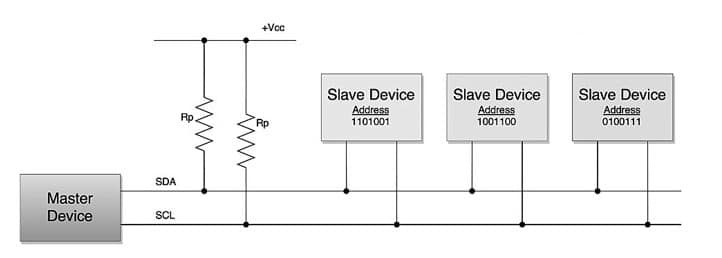 +Vcc
Rp
Rp
Slave Device
Address
1101001
Slave Device
Address
1001100
Slave Device
Address
0100111
SDA
Master
Device
SCL